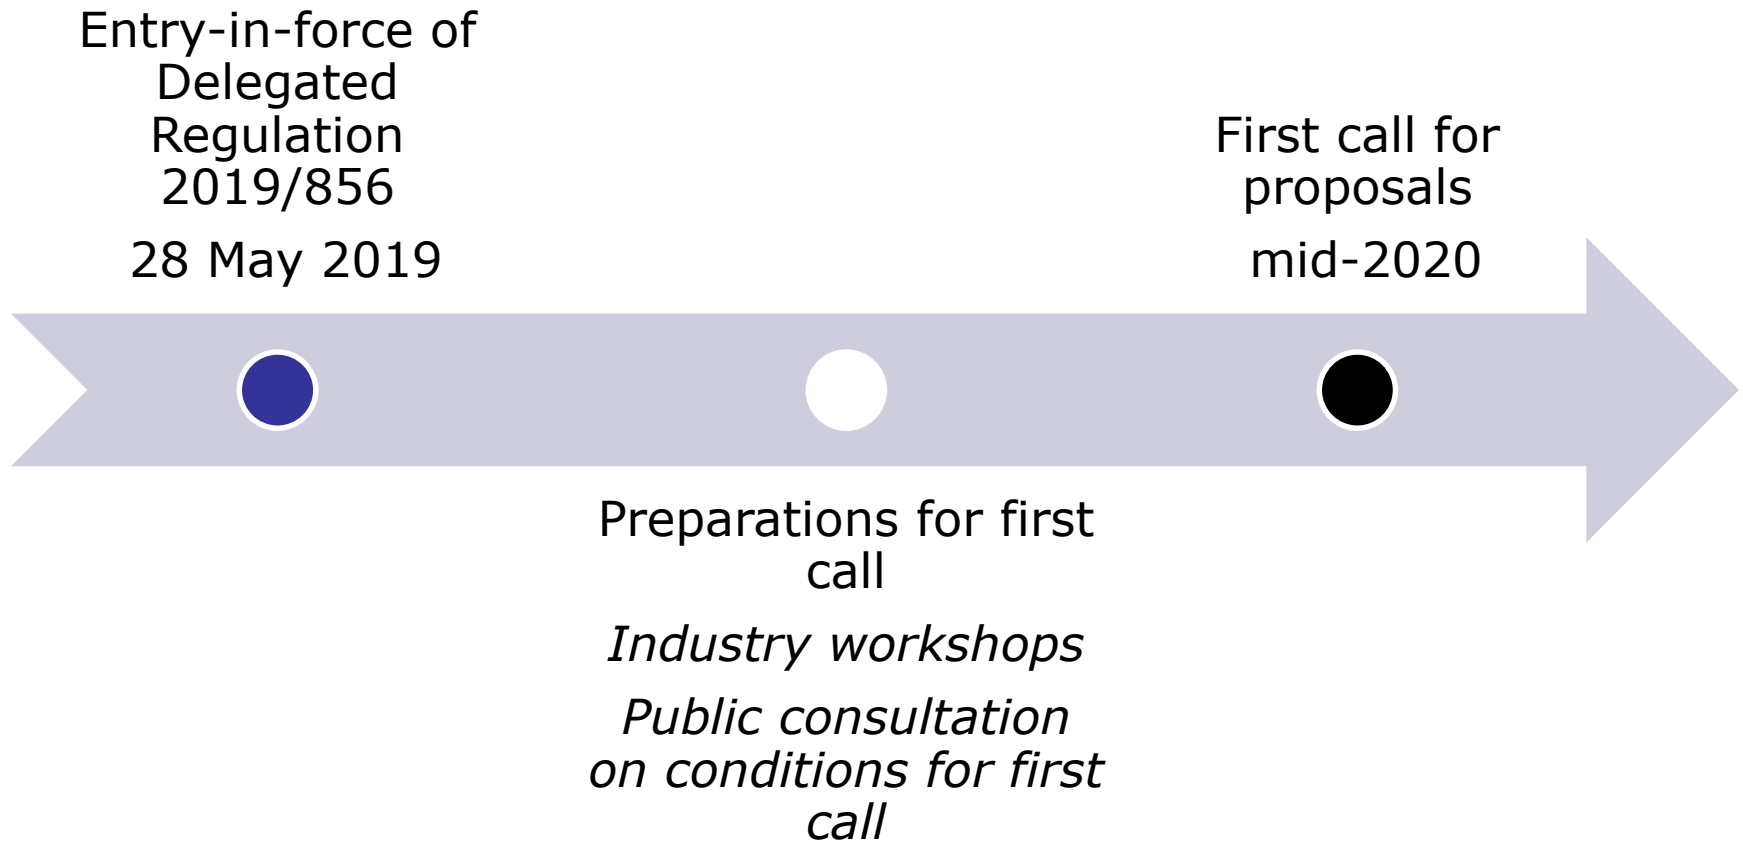 Entry-in-force of
Delegated
Regulation
2019/856
28 May 2019
First call for
proposals
mid-2020
Preparations for first
call
Industry workshops
Public consultation
on conditions for first
call